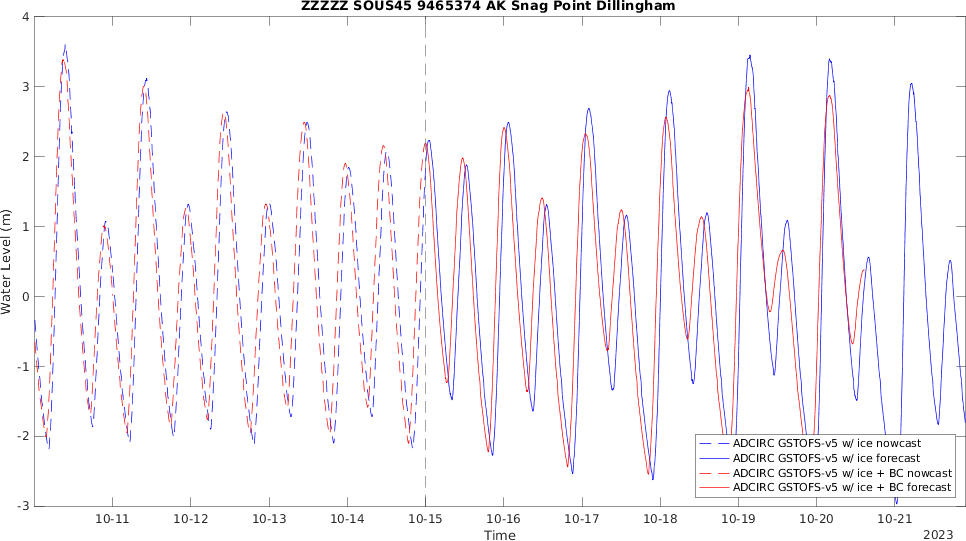 ZZZZZ SOUS45 9465374 AK Snag Point Dillingham
Water Level (m)
4
3
2
1
0
-1
-2
-3
10-11 10-12 10-13 10-14 10-15 10-16 10-17 10-18 10-19 10-20 10-21
Time
2023
ADCIRC GSTOFS-v5 w/ ice nowcast
ADCIRC GSTOFS-v5 w/ ice forecast
ADCIRC GSTOFS-v5 w/ ice + BC nowcast
ADCIRC GSTOFS-v5 w/ ice + BC forecast